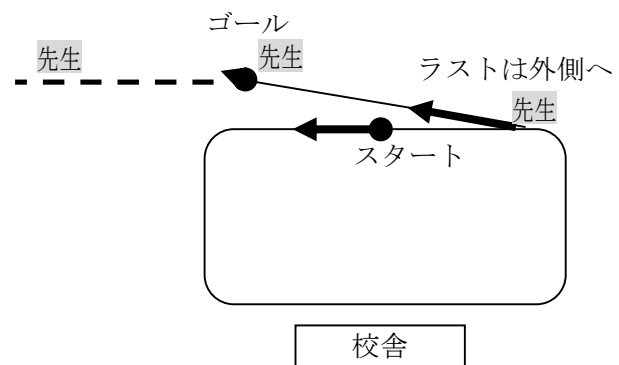 ゴール
先生
先生
ラストは外側へ
先生
スタート
校舎